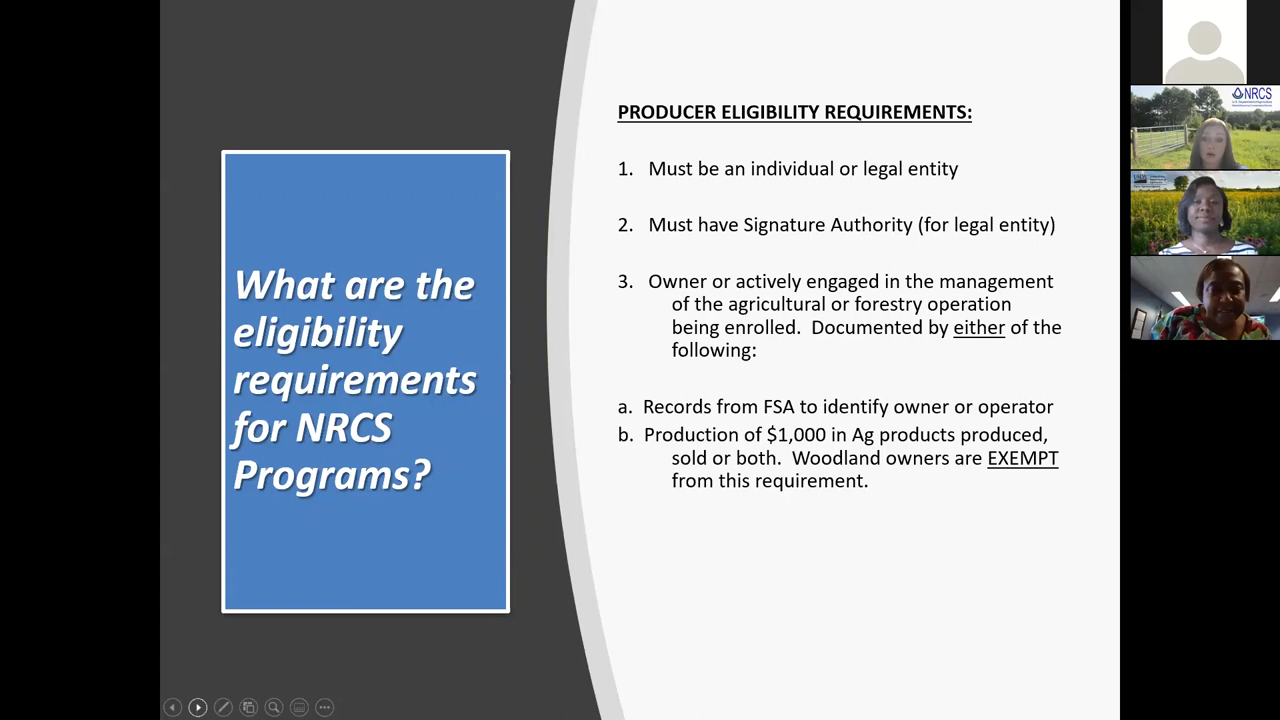 What are the
eligibility
requirements
for NRCS
Programs?
PRODUCER ELIGIBILITY REQUIREMENTS:
1. Must be an individual or legal entity
2. Must have Signature Authority (for legal entity)
3. Owner or actively engaged in the management
of the agricultural or forestry operation
being enrolled. Documented by either of the
following:
a. Records from FSA to identify owner or operator
b. Production of $1,000 in Ag products produced,
sold or both. Woodland owners are EXEMPT
from this requirement.
NRCS
USDA